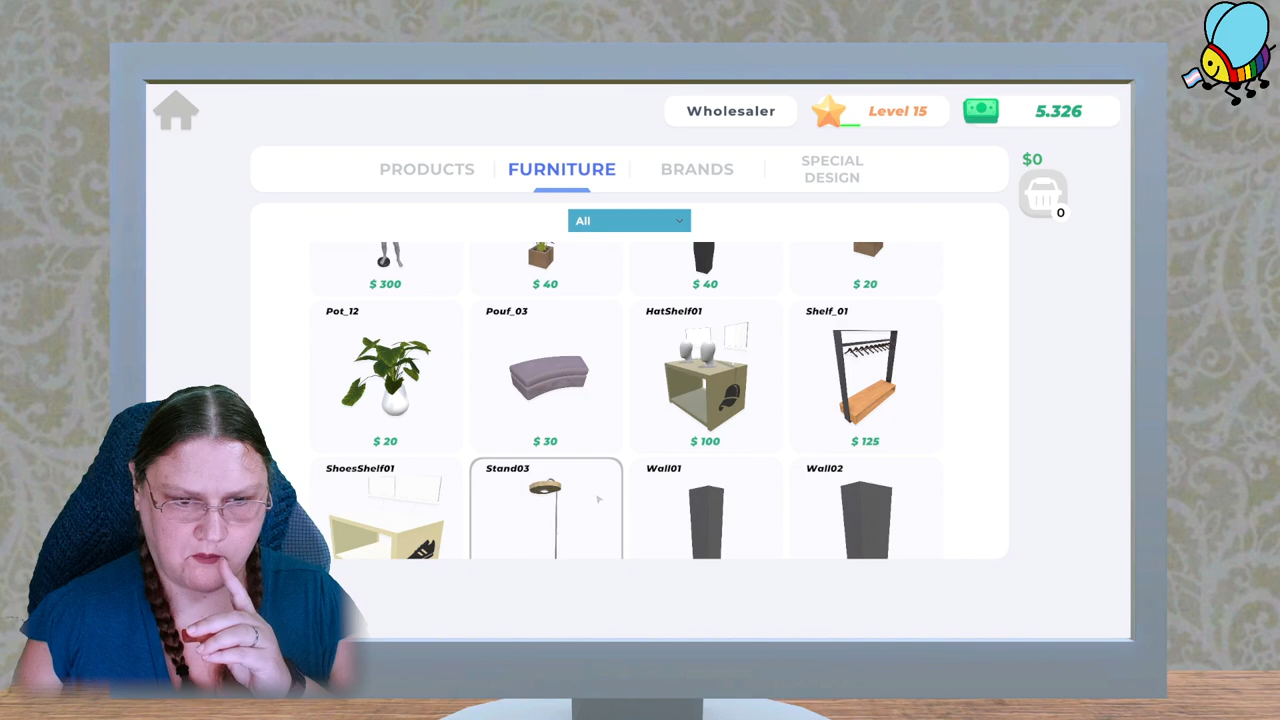 Wholesaler
Level 15
5.326
PRODUCTS
FURNITURE
BRANDS
SPECIAL
DESIGN
$0
0
All
$ 300
$ 40
$ 40
$ 20
Pot_12
Pouf_03
HatShelf01
Shelf_01
$ 20
$ 30
$ 100
$ 125
ShoesShelf01
Stand03
Wall01
Wall02